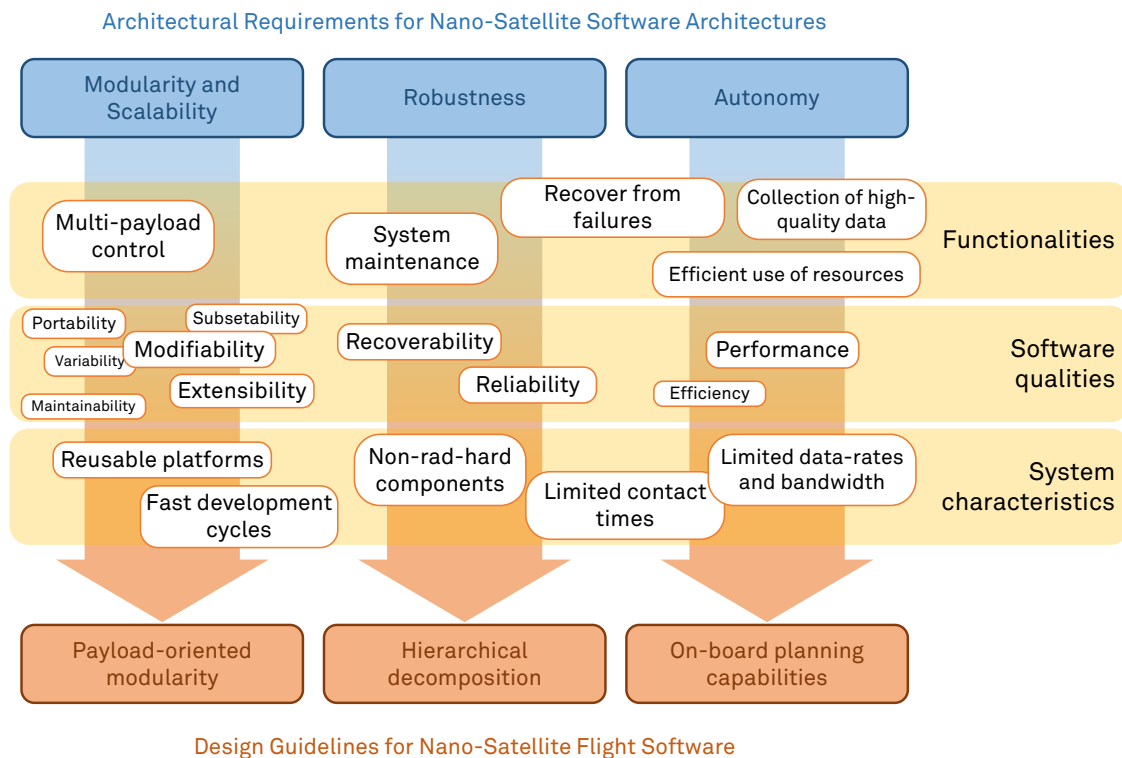 Architectural Requirements for Nano-Satellite Software Architectures
Modularity and
Scalability
Robustness
Autonomy
Multi-payload
control
System
maintenance
Recover from
failures
Collection of high-
quality data
Efficient use of resources
Functionalities
Portability
Subsetability
Variability
Modifiability
Extensibility
Maintainability
Recoverability
Reliability
Performance
Efficiency
Software
qualities
Reusable platforms
Fast development
cycles
Non-rad-hard
components
Limited contact
times
Limited data-rates
and bandwidth
System
characteristics
Payload-oriented
modularity
Hierarchical
decomposition
On-board planning
capabilities
Design Guidelines for Nano-Satellite Flight Software